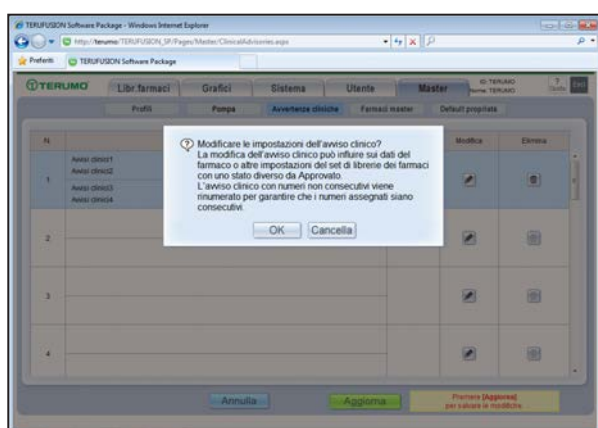 TERUFUSION Software Package - Windows Internet Explorer
http://terumo/TERUFUSION_SP/Pages/Master/ClinicalAdvisories.aspx
Preferiti TERUFUSION Software Package
TERUMO Libr.farmaci Grafici Sistema Utente Master ID: TERUMO
Nome: TERUMO
?
Esci
Profili Pompa Avvertenze cliniche Farmaci master Default propilata
N. Modifica Elimina
Modificare le impostazioni dell'avviso clinico?
La modifica dell'avviso clinico può influire sui dati del
farmaco o altre impostazioni del set di librerie dei farmaci
con uno stato diverso da Approvato.
L'avviso clinico con numeri non consecutivi viene
rinumerato per garantire che i numeri assegnati siano
consecutivi.
OK Cancella
1 Avvisi clinici1
Avvisi clinici2
Avvisi clinici3
Avvisi clinici4
2
3
4
Annulla Aggiorna Premere [Aggiorna]
per salvare le modifiche.